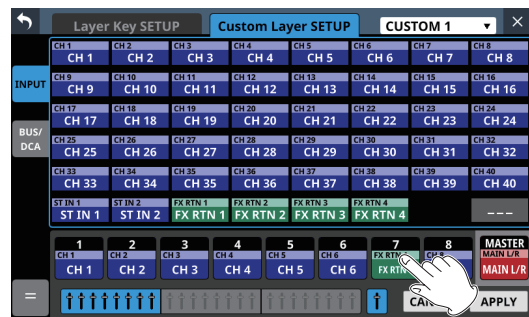 Layer Key SETUP Custom Layer SETUP CUSTOM 1
CH 1 CH 2 CH 3 CH 4 CH 5 CH 6 CH 7 CH 8
CH 1 CH 2 CH 3 CH 4 CH 5 CH 6 CH 7 CH 8
INPUT
CH 9 CH 10 CH 11 CH 12 CH 13 CH 14 CH 15 CH 16
CH 9 CH 10 CH 11 CH 12 CH 13 CH 14 CH 15 CH 16
CH 17 CH 18 CH 19 CH 20 CH 21 CH 22 CH 23 CH 24
CH 17 CH 18 CH 19 CH 20 CH 21 CH 22 CH 23 CH 24
BUS/
DCA
CH 25 CH 26 CH 27 CH 28 CH 29 CH 30 CH 31 CH 32
CH 25 CH 26 CH 27 CH 28 CH 29 CH 30 CH 31 CH 32
CH 33 CH 34 CH 35 CH 36 CH 37 CH 38 CH 39 CH 40
CH 33 CH 34 CH 35 CH 36 CH 37 CH 38 CH 39 CH 40
ST IN 1 ST IN 2 FX RTN 1 FX RTN 2 FX RTN 3 FX RTN 4
ST IN 1 ST IN 2 FX RTN 1 FX RTN 2 FX RTN 3 FX RTN 4 ---
1 2 3 4 5 6 7 8 MASTER
CH 1 CH 2 CH 3 CH 4 CH 5 CH 6 FX RTN MAIN L/R
CH 1 CH 2 CH 3 CH 4 CH 5 CH 6 FX RTN MAIN L/R
APPLY